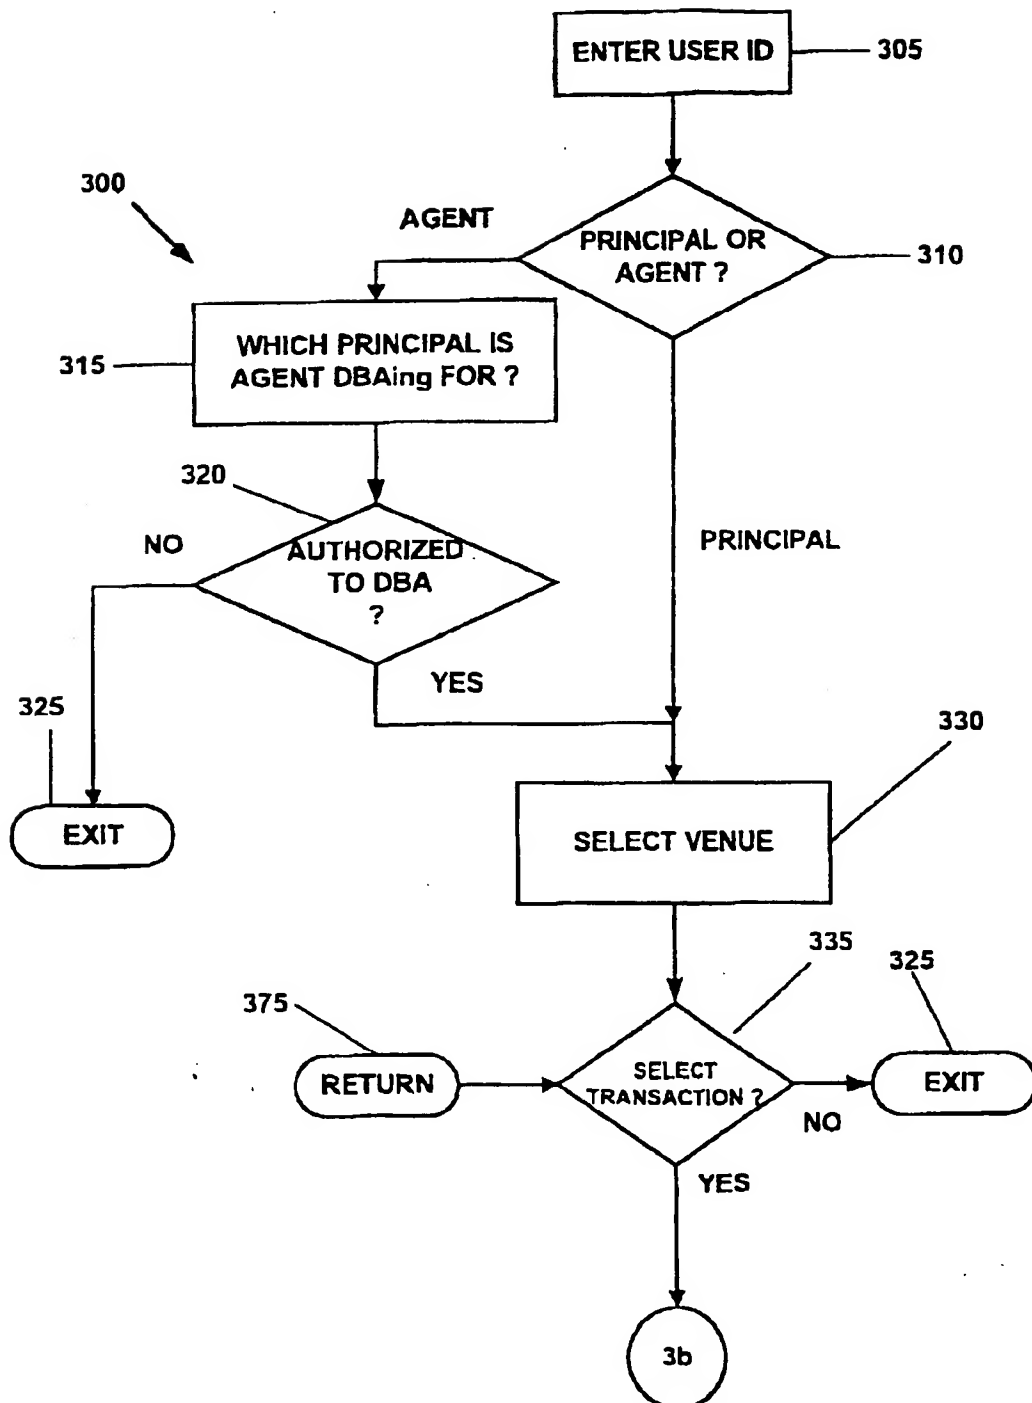 ENTER USER ID
305
300
AGENT
PRINCIPAL OR
AGENT ?
310
315
WHICH PRINCIPAL IS
AGENT DBAing FOR ?
320
NO
AUTHORIZED
TO DBA
?
PRINCIPAL
YES
325
EXIT
330
SELECT VENUE
335
325
375
RETURN
SELECT
TRANSACTION ?
EXIT
NO
YES
3b